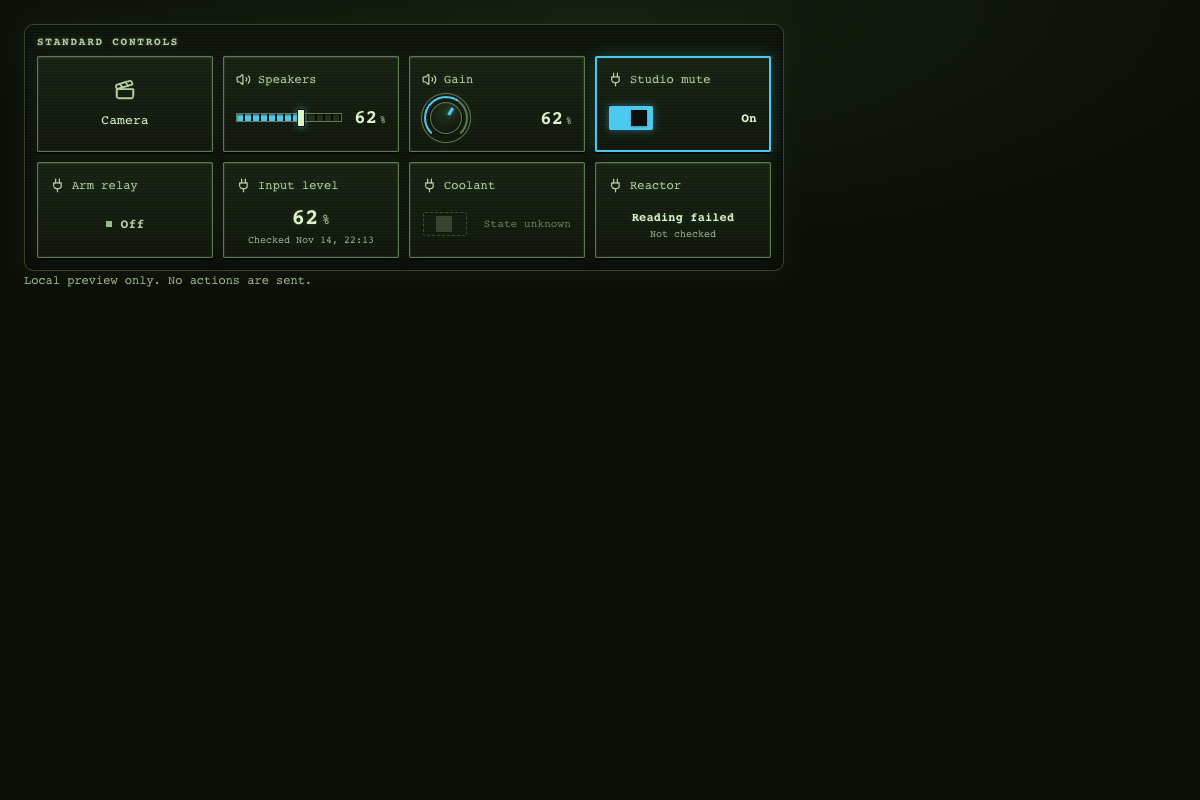 STANDARD CONTROLS
Camera
Speakers
62 %
Gain
62 %
Studio mute
On
Arm relay
Off
Input level
62 %
Checked Nov 14, 22:13
Coolant
State unknown
Reactor
Reading failed
Not checked
Local preview only. No actions are sent.